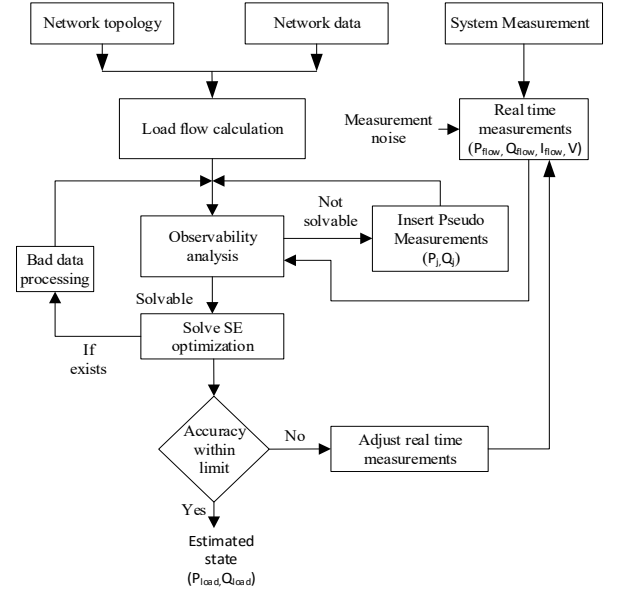 Network topology
Network data
System Measurement
Load flow calculation
Measurement
noise
Real time
measurements
(Pflow, Qflow, Iflow, V)
Not
solvable
Observability
analysis
Insert Pseudo
Measurements
(Pj,Qj)
Bad data
processing
Solvable
Solve SE
optimization
If
exists
Accuracy
within
limit
No
Adjust real time
measurements
Yes
Estimated
state
(Pload,Qload)